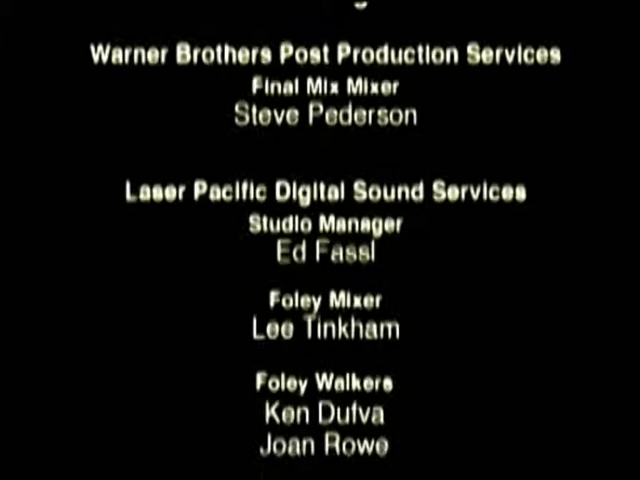 Warner Brothers Post Production Services
Final Mix Mixer
Steve Pederson
Laser Pacific Digital Sound Services
Studio Manager
Ed Fassl
Foley Mixer
Lee Tinkham
Foley Walkers
Ken Dufva
Joan Rowe